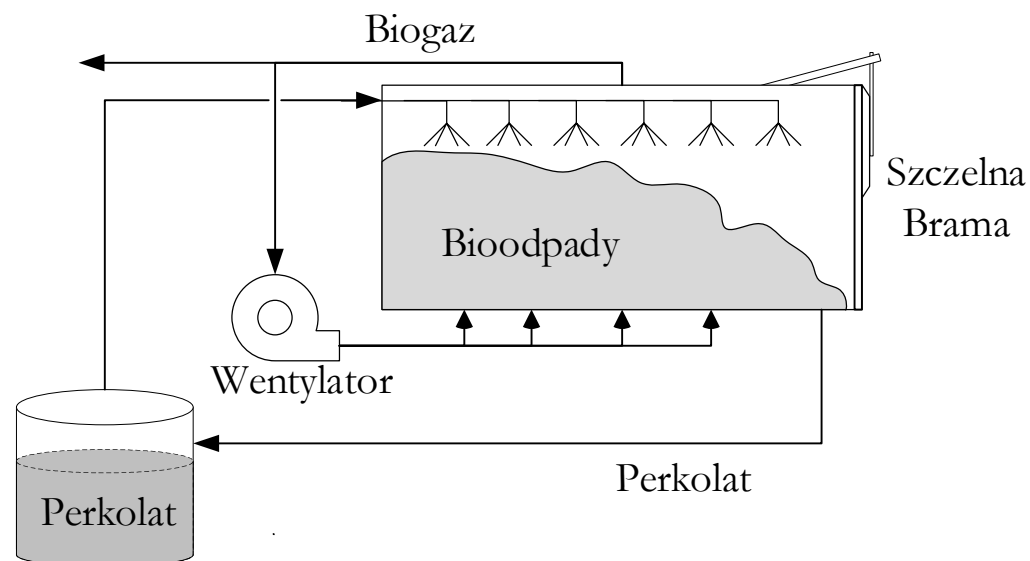 Biogaz
Szczelna
Brama
Bioodpady
Wentylator
Perkolat
Perkolat